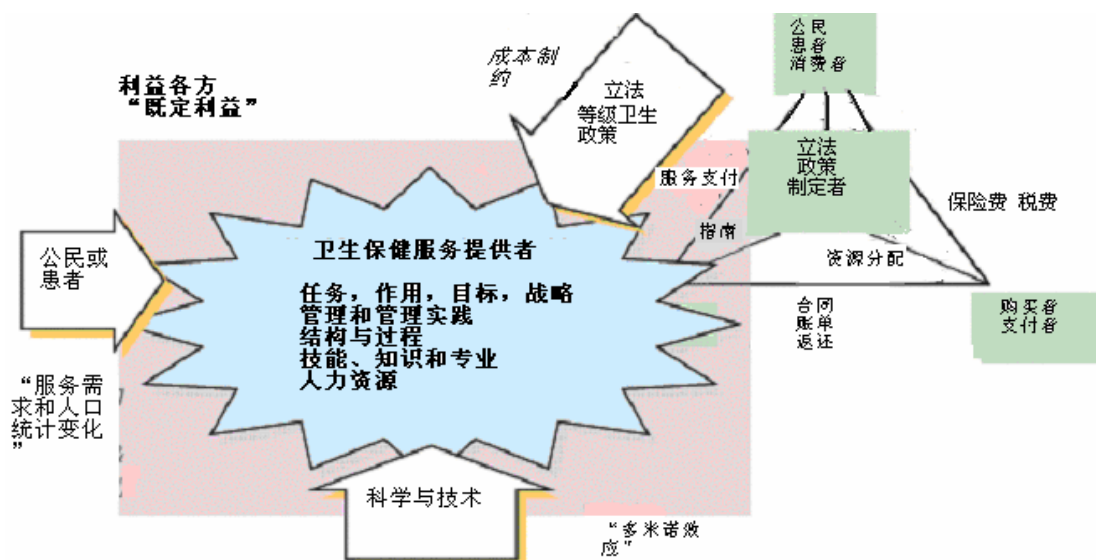 利益各方
“既定利益”
成本制
约
立法
等级卫生
政策
公民
患者
消费者
立法
政策
制定者
服务支付
指南
资源分配
保险费 税费
合同
账单
返还
购买者
支付者
公民或
患者
“服务需
求和人口
统计变化
”
卫生保健服务提供者
任务，作用，目标，战略
管理和管理实践
结构与过程
技能、知识和专业
人力资源
科学与技术
“多米诺效
应”